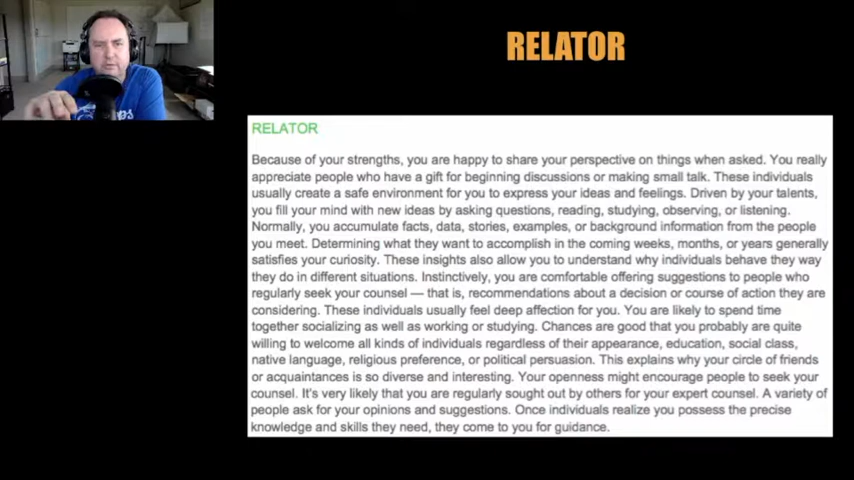 RELATOR
RELATOR
Because of your strengths, you are happy to share your perspective on things when asked. You really
appreciate people who have a gift for beginning discussions or making small talk. These individuals
usually create a safe environment for you to express your ideas and feelings. Driven by your talents,
you fill your mind with new ideas by asking questions, reading, studying, observing, or listening.
Normally, you accumulate facts, data, stories, examples, or background information from the people
you meet. Determining what they want to accomplish in the coming weeks, months, or years generally
satisfies your curiosity. These insights also allow you to understand why individuals behave they way
they do in different situations. Instinctively, you are comfortable offering suggestions to people who
regularly seek your counsel — that is, recommendations about a decision or course of action they are
considering. These individuals usually feel deep affection for you. You are likely to spend time
together socializing as well as working or studying. Chances are good that you probably are quite
willing to welcome all kinds of individuals regardless of their appearance, education, social class,
native language, religious preference, or political persuasion. This explains why your circle of friends
or acquaintances is so diverse and interesting. Your openness might encourage people to seek your
counsel. It's very likely that you are regularly sought out by others for your expert counsel. A variety of
people ask for your opinions and suggestions. Once individuals realize you possess the precise
knowledge and skills they need, they come to you for guidance.